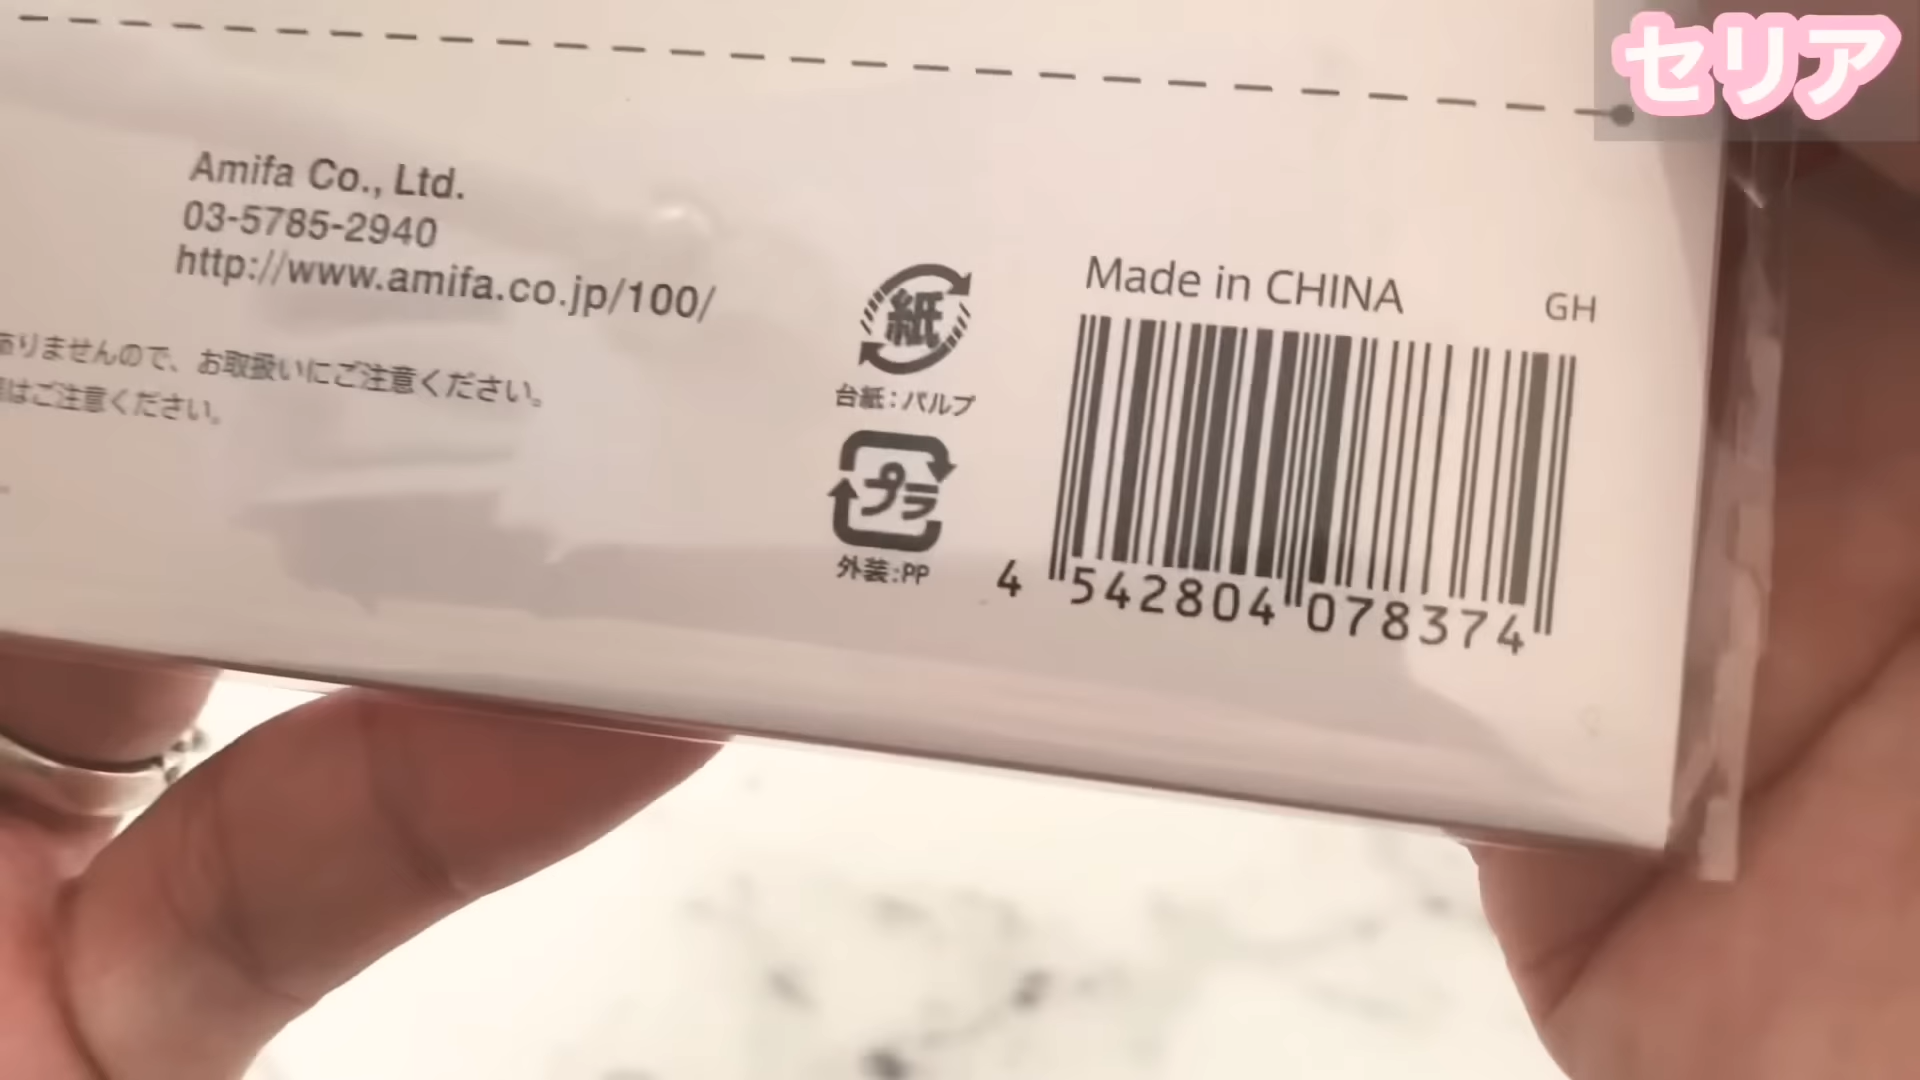 セリア
Amifa Co., Ltd.
03-5785-2940
http://www.amifa.co.jp/100/
ありませんので、お取扱いにご注意ください。
はご注意ください。
紙
台紙:パルプ
プラ
外装:PP
Made in CHINA
GH
4 542804 078374